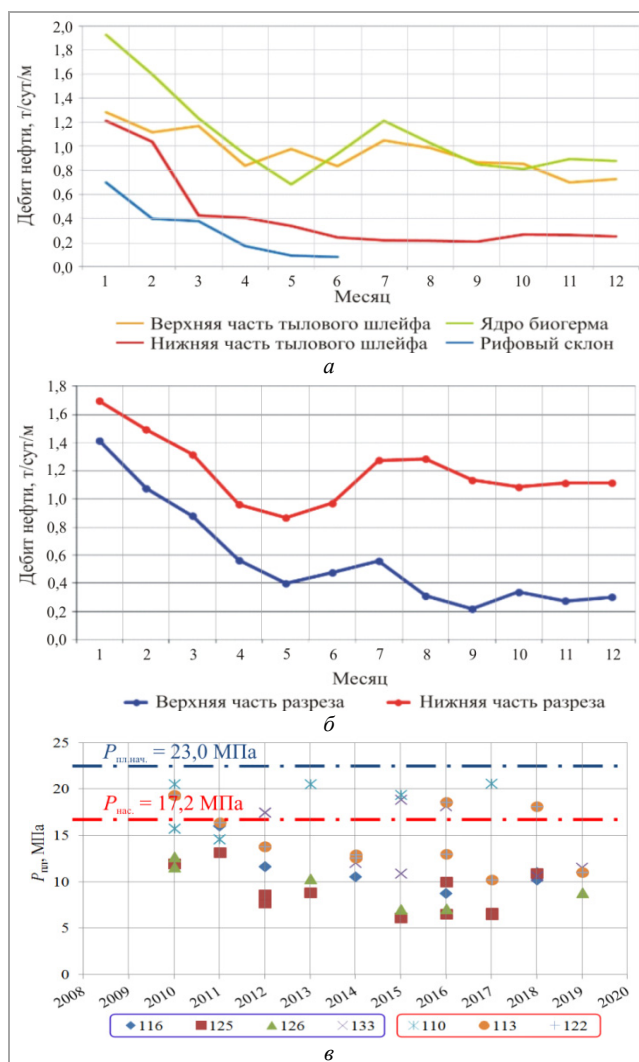 Дебит нефти, т/сут/м
2,0
1,8
1,6
1,4
1,2
1,0
0,8
0,6
0,4
0,2
0,0
1 2 3 4 5 6 7 8 9 10 11 12
Месяц
Верхняя часть тылового шлейфа Ядро биогерма
Нижняя часть тылового шлейфа Рифовый склон
а
Дебит нефти, т/сут/м
1,8
1,6
1,4
1,2
1,0
0,8
0,6
0,4
0,2
0,0
1 2 3 4 5 6 7 8 9 10 11 12
Месяц
Верхняя часть разреза Нижняя часть разреза
б
Pпл, МПа
25
20
15
10
5
0
Pпл.нач. = 23,0 МПа
Pнас. = 17,2 МПа
2008 2009 2010 2011 2012 2013 2014 2015 2016 2017 2018 2019 2020
116 125 126 133 110 113 122
в